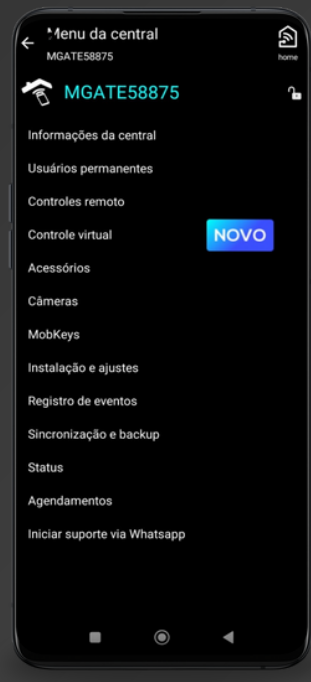 Menu da central
MGATE58875
home
MGATE58875
Informações da central
Usuários permanentes
Controles remoto
Controle virtual
NOVO
Acessórios
Câmeras
MobKeys
Instalação e ajustes
Registro de eventos
Sincronização e backup
Status
Agendamentos
Iniciar suporte via Whatsapp